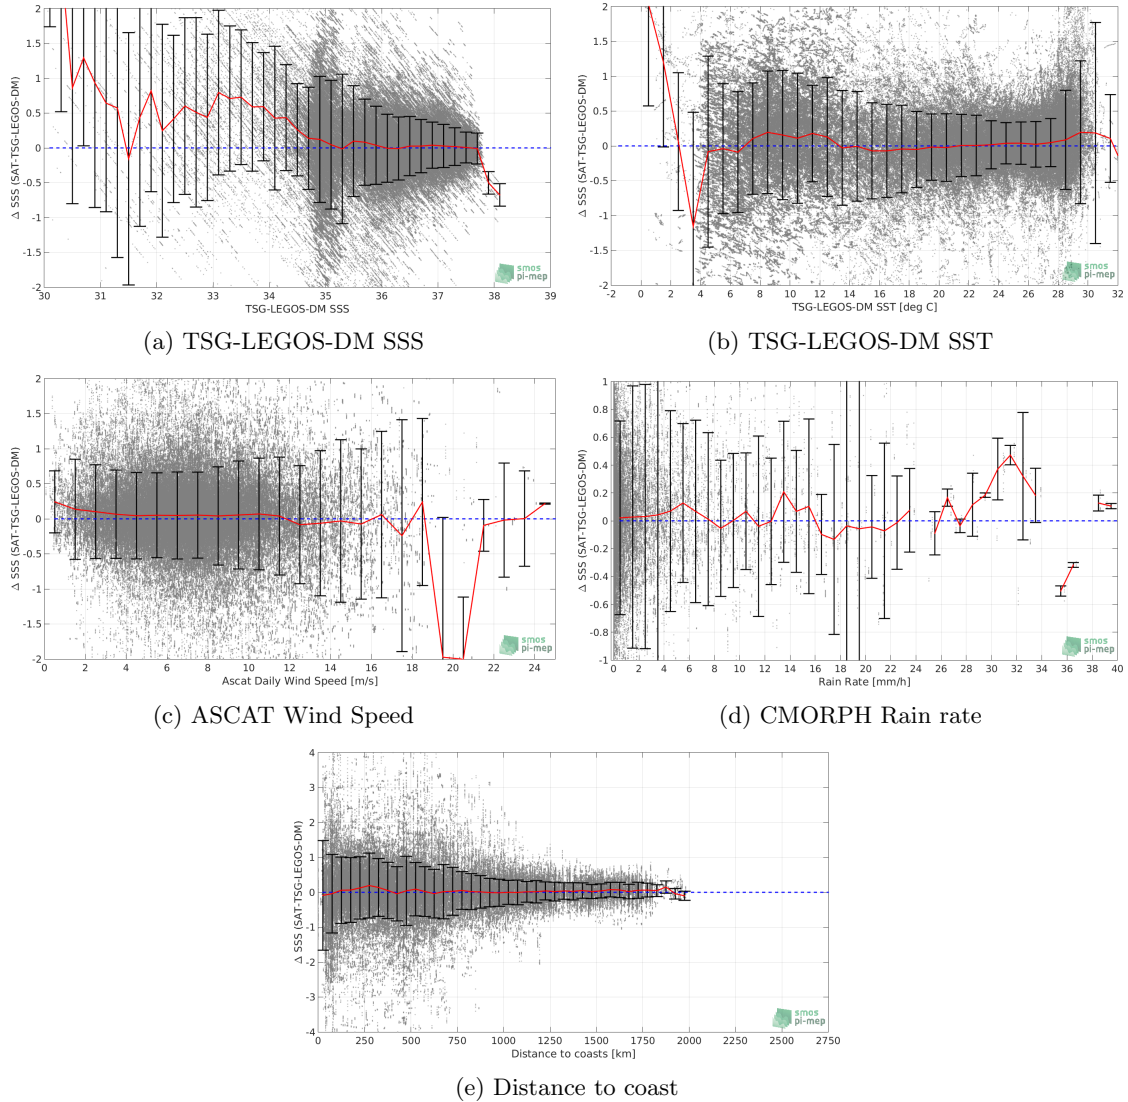 Δ SSS (SAT-TSG-LEGOS-DM)
2
1.5
1
0.5
0
-0.5
-1
-1.5
-2
30 31 32 33 34 35 36 37 38 39
TSG-LEGOS-DM SSS
smos
pi-mep
(a) TSG-LEGOS-DM SSS
Δ SSS (SAT-TSG-LEGOS-DM)
2
1.5
1
0.5
0
-0.5
-1
-1.5
-2
-2 0 2 4 6 8 10 12 14 16 18 20 22 24 26 28 30 32
TSG-LEGOS-DM SST [deg C]
smos
pi-mep
(b) TSG-LEGOS-DM SST
Δ SSS (SAT-TSG-LEGOS-DM)
2
1.5
1
0.5
0
-0.5
-1
-1.5
-2
0 2 4 6 8 10 12 14 16 18 20 22 24
Ascat Daily Wind Speed [m/s]
smos
pi-mep
(c) ASCAT Wind Speed
Δ SSS (SAT-TSG-LEGOS-DM)
1
0.8
0.6
0.4
0.2
0
-0.2
-0.4
-0.6
-0.8
-1
0 2 4 6 8 10 12 14 16 18 20 22 24 26 28 30 32 34 36 38 40
Rain Rate [mm/h]
smos
pi-mep
(d) CMORPH Rain rate
Δ SSS (SAT-TSG-LEGOS-DM)
4
3
2
1
0
-1
-2
-3
-4
0 250 500 750 1000 1250 1500 1750 2000 2250 2500 2750
Distance to coasts [km]
smos
pi-mep
(e) Distance to coast